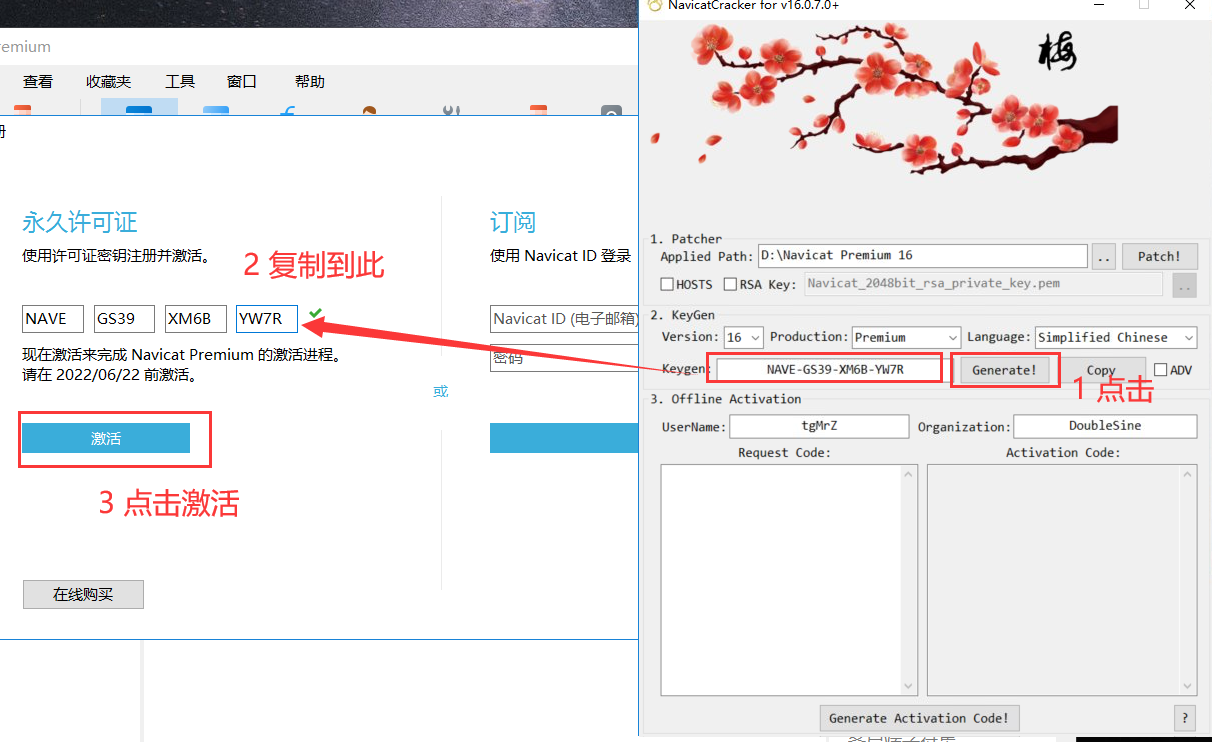 NavicatCracker for v16.0.7.0+
emium
查看 收藏夹 工具 窗口 帮助
册
梅
永久许可证
使用许可证密钥注册并激活。
2 复制到此
NAVE GS39 XM6B YW7R
现在激活来完成 Navicat Premium 的激活进程。
请在 2022/06/22 前激活。
激活
3 点击激活
在线购买
或
订阅
使用 Navicat ID 登录
Navicat ID (电子邮箱)
密码
1. Patcher
Applied Path: D:\Navicat Premium 16 .. Patch!
HOSTS RSA Key: Navicat_2048bit_rsa_private_key.pem ..
2. KeyGen
Version: 16 Production: Premium Language: Simplified Chinese
Keygen: NAVE-GS39-XM6B-YW7R Generate! Copy ADV
1 点击
3. Offline Activation
UserName: tgMrZ Organization: DoubleSine
Request Code: Activation Code:
Generate Activation Code! ?